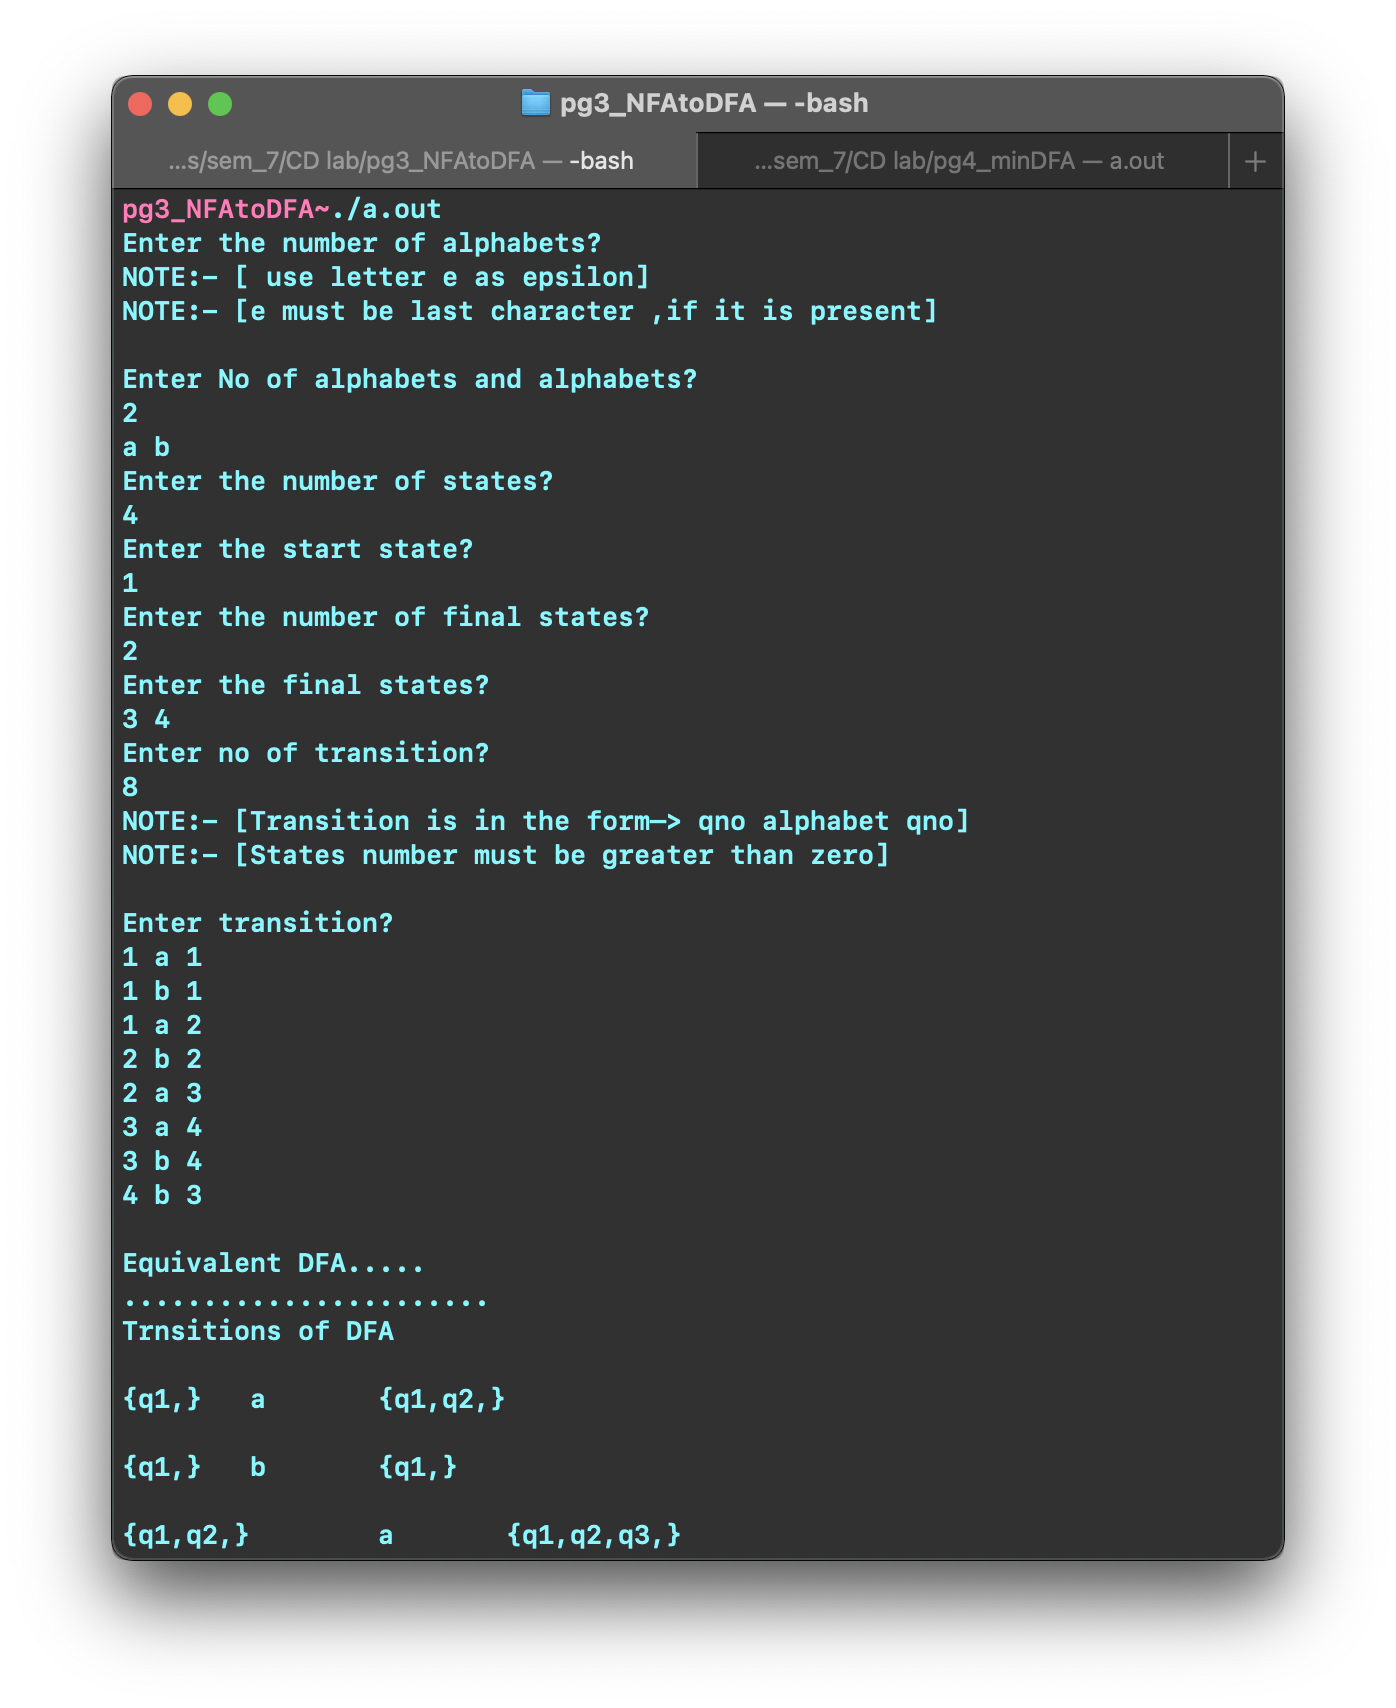 pg3_NFAtoDFA — -bash
...s/sem_7/CD lab/pg3_NFAtoDFA — -bash
...sem_7/CD lab/pg4_minDFA — a.out
+
pg3_NFAtoDFA~./a.out
Enter the number of alphabets?
NOTE:- [ use letter e as epsilon]
NOTE:- [e must be last character ,if it is present]
Enter No of alphabets and alphabets?
2
a b
Enter the number of states?
4
Enter the start state?
1
Enter the number of final states?
2
Enter the final states?
3 4
Enter no of transition?
8
NOTE:- [Transition is in the form—> qno alphabet qno]
NOTE:- [States number must be greater than zero]
Enter transition?
1 a 1
1 b 1
1 a 2
2 b 2
2 a 3
3 a 4
3 b 4
4 b 3
Equivalent DFA.....
.......................
Trnsitions of DFA
{q1,} a {q1,q2,}
{q1,} b {q1,}
{q1,q2,} a {q1,q2,q3,}